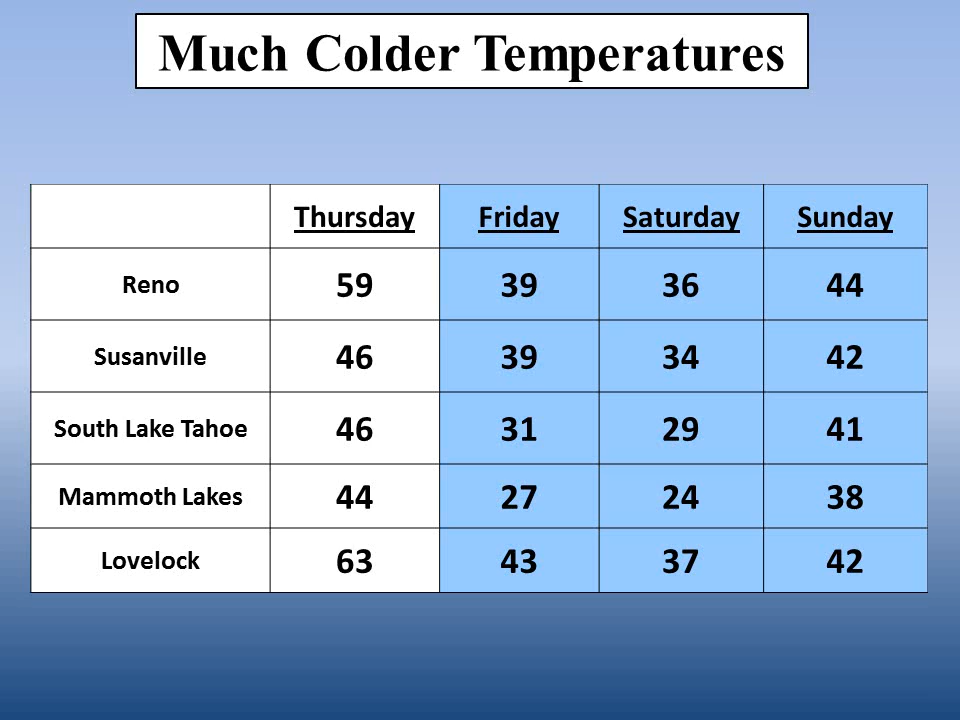 Much Colder Temperatures
Thursday Friday Saturday Sunday
Reno 59 39 36 44
Susanville 46 39 34 42
South Lake Tahoe 46 31 29 41
Mammoth Lakes 44 27 24 38
Lovelock 63 43 37 42